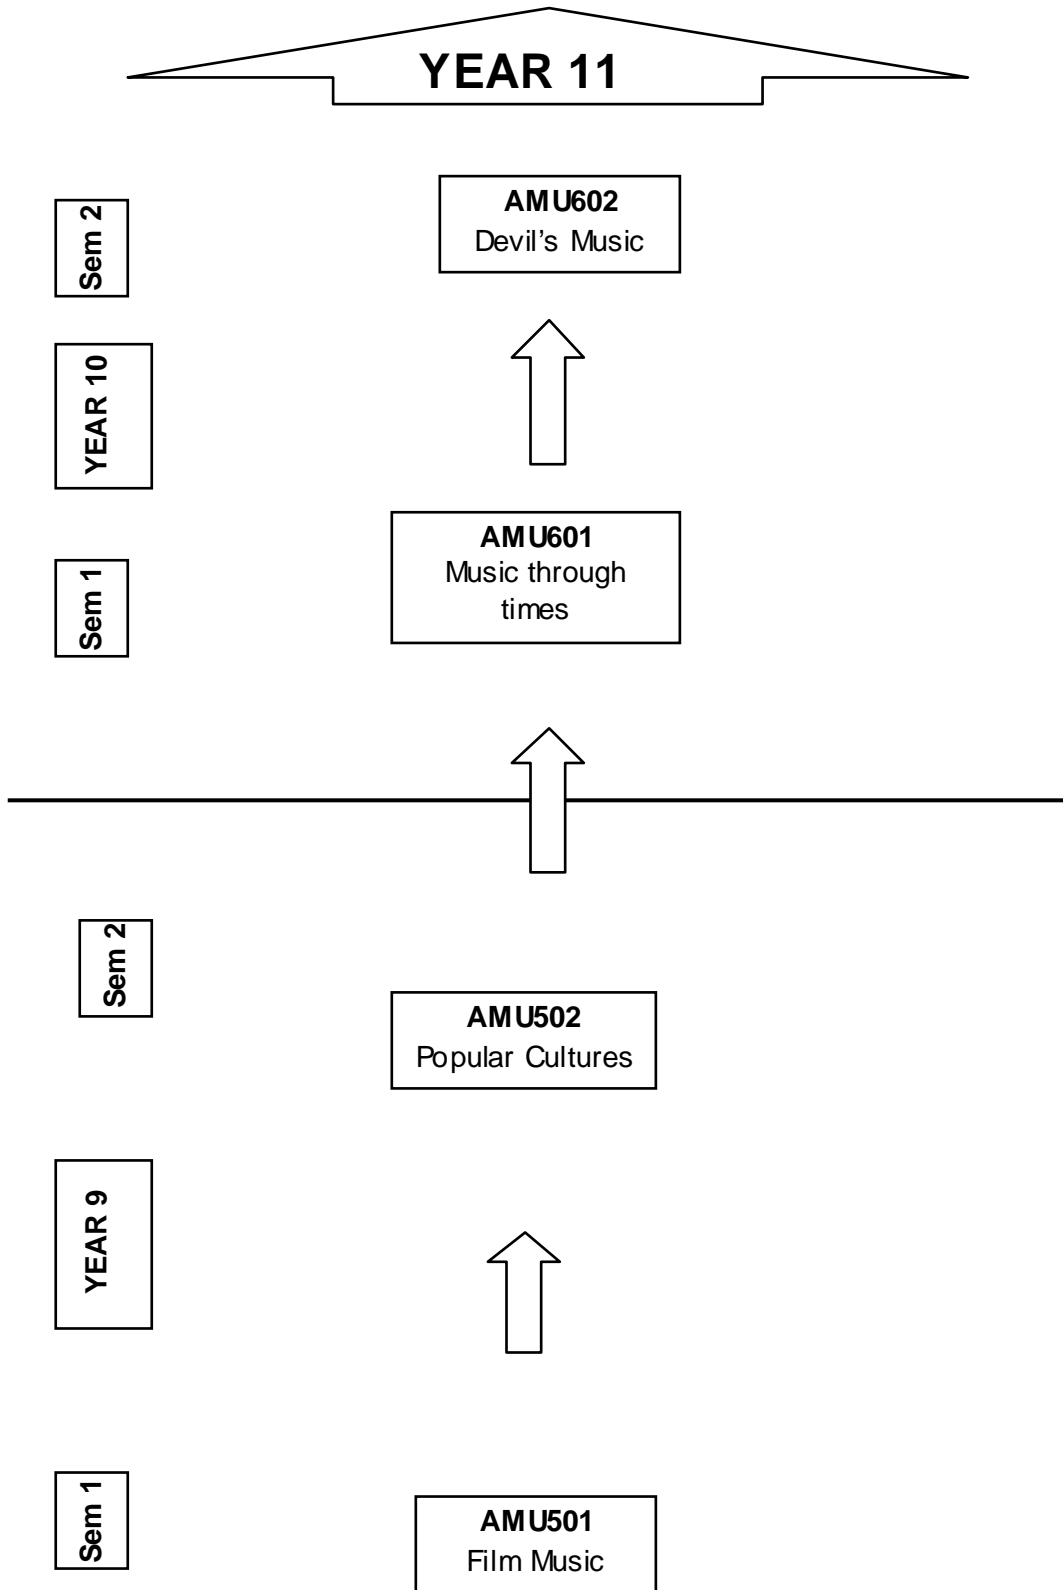 YEAR 11
Sem 2
AMU602
Devil's Music
YEAR 10
Sem 1
AMU601
Music through
times
Sem 2
AMU502
Popular Cultures
YEAR 9
Sem 1
AMU501
Film Music